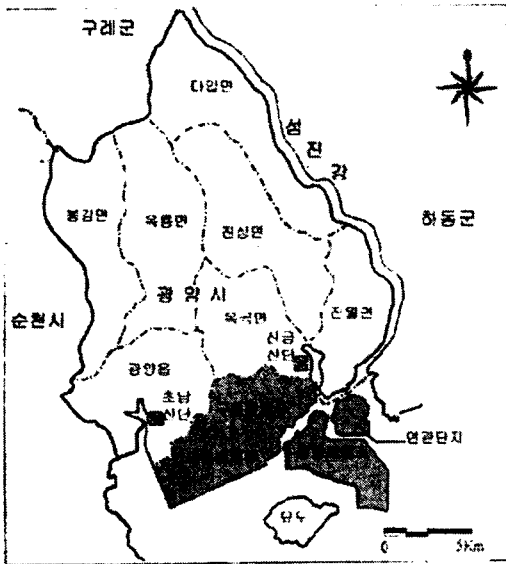 구례군
다압면
섬
진
강
봉강면
옥룡면
진상면
하동군
광 양 시
순천시
옥곡면
진월면
신금
산단
광양읍
초남
산단
연관단지
0 5Km